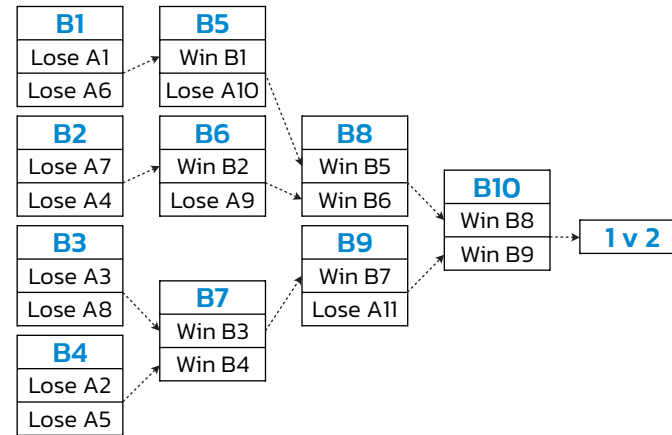 B1
Lose A1
Lose A6
B2
Lose A7
Lose A4
B3
Lose A3
Lose A8
B4
Lose A2
Lose A5
B5
Win B1
Lose A10
B6
Win B2
Lose A9
B7
Win B3
Win B4
B8
Win B5
Win B6
B9
Win B7
Lose A11
B10
Win B8
Win B9
1 v 2